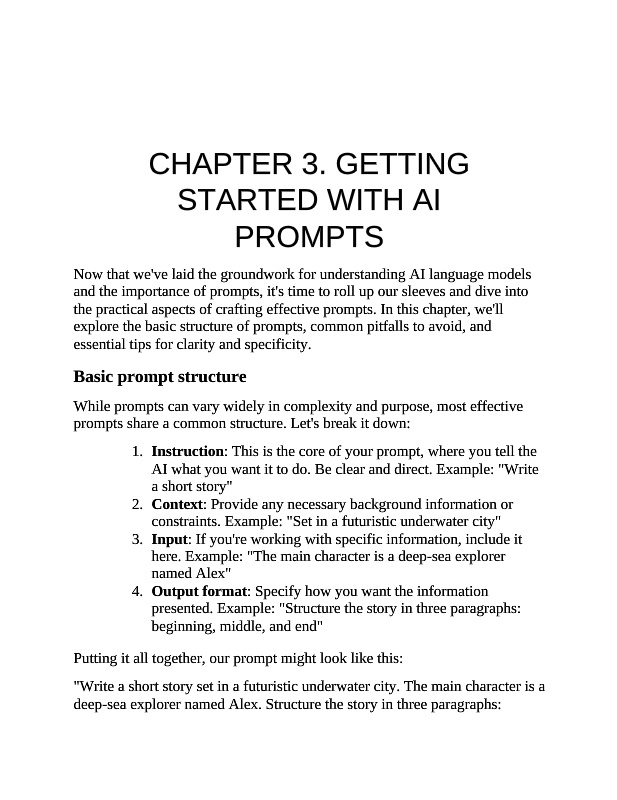 CHAPTER 3. GETTING
STARTED WITH AI
PROMPTS
Now that we've laid the groundwork for understanding AI language models
and the importance of prompts, it's time to roll up our sleeves and dive into
the practical aspects of crafting effective prompts. In this chapter, we'll
explore the basic structure of prompts, common pitfalls to avoid, and
essential tips for clarity and specificity.
Basic prompt structure
While prompts can vary widely in complexity and purpose, most effective
prompts share a common structure. Let's break it down:
1. Instruction: This is the core of your prompt, where you tell the
AI what you want it to do. Be clear and direct. Example: "Write
a short story"
2. Context: Provide any necessary background information or
constraints. Example: "Set in a futuristic underwater city"
3. Input: If you're working with specific information, include it
here. Example: "The main character is a deep-sea explorer
named Alex"
4. Output format: Specify how you want the information
presented. Example: "Structure the story in three paragraphs:
beginning, middle, and end"
Putting it all together, our prompt might look like this:
"Write a short story set in a futuristic underwater city. The main character is a
deep-sea explorer named Alex. Structure the story in three paragraphs: